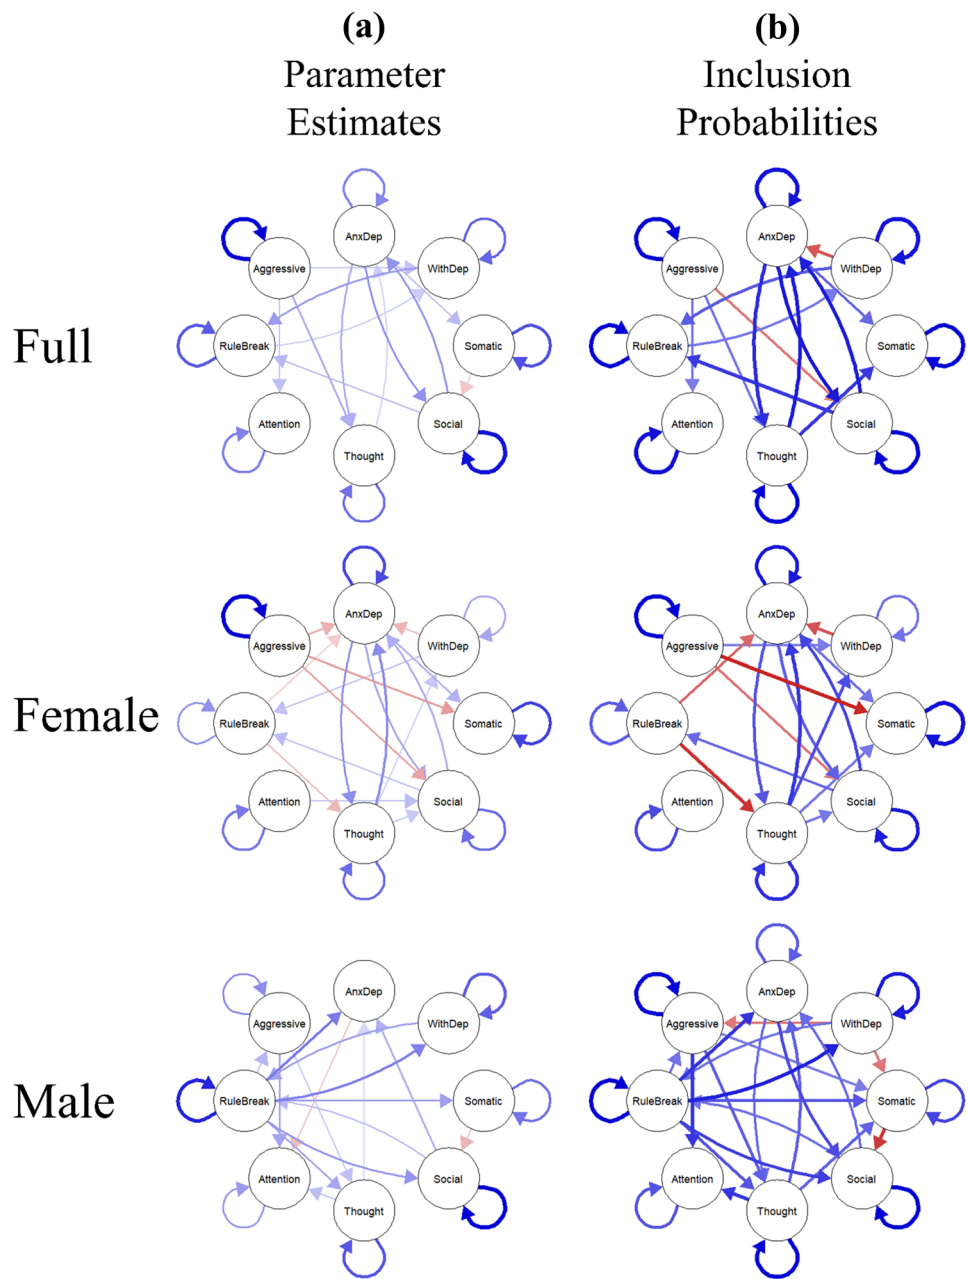 (a) (b)
Parameter Inclusion
Estimates Probabilities
Full
AnxDep
Aggressive WithDep
RuleBreak Somatic
Attention Social
Thought
AnxDep
Aggressive WithDep
RuleBreak Somatic
Attention Social
Thought
Female
AnxDep
Aggressive WithDep
RuleBreak Somatic
Attention Social
Thought
AnxDep
Aggressive WithDep
RuleBreak Somatic
Attention Social
Thought
Male
AnxDep
Aggressive WithDep
RuleBreak Somatic
Attention Social
Thought
AnxDep
Aggressive WithDep
RuleBreak Somatic
Attention Social
Thought